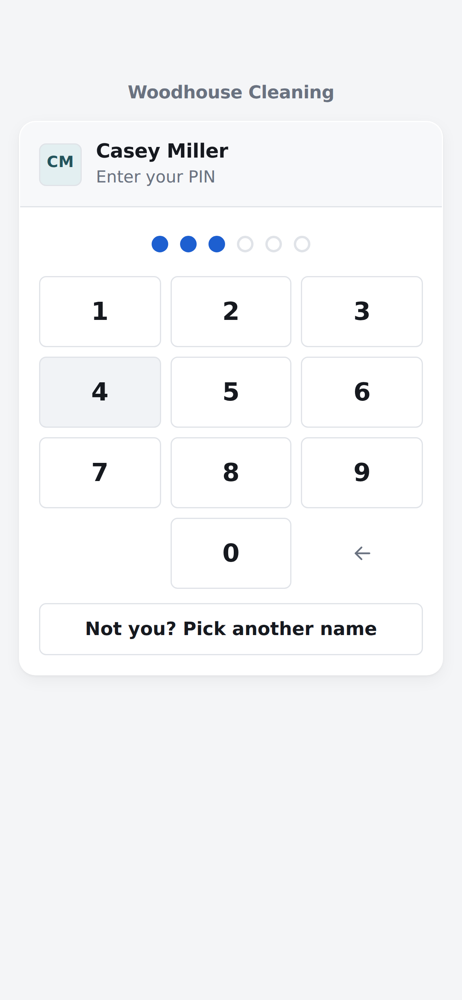 Woodhouse Cleaning
CM
Casey Miller
Enter your PIN
1 2 3
4 5 6
7 8 9
0
Not you? Pick another name